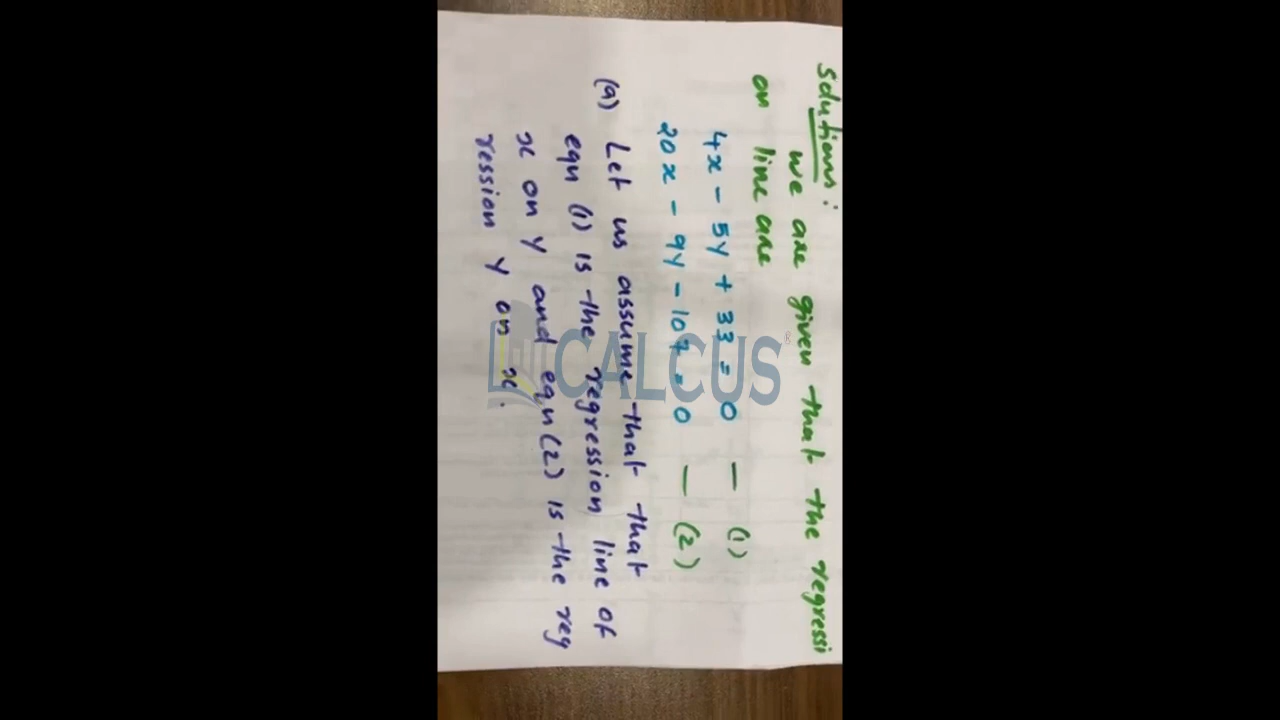 Solutions:
we are given that the regressi
on line are
4x - 5y + 33 = 0 — (1)
20x - 9y - 107 = 0 — (2)
(a) Let us assume that that
eqn (1) is the regression line of
x on y and eqn (2) is the reg
ression y on x.
CALCUS®